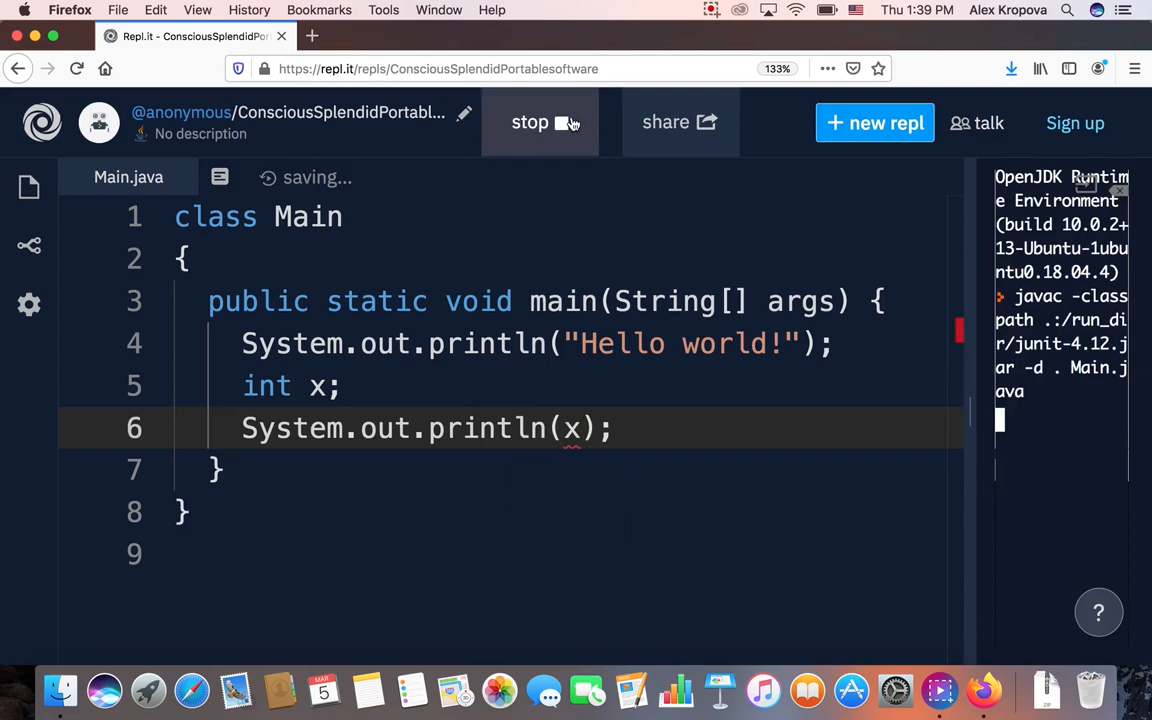 Firefox File Edit View History Bookmarks Tools Window Help Thu 1:39 PM Alex Kropova
Repl.it - ConsciousSplendidPor
https://repl.it/repls/ConsciousSplendidPortablesoftware 133%
@anonymous/ConsciousSplendidPortabl...
No description
stop
share
+ new repl
talk
Sign up
Main.java
saving...
1 class Main
2 {
3 public static void main(String[] args) {
4 System.out.println("Hello world!");
5 int x;
6 System.out.println(x);
7 }
8 }
9
OpenJDK Runtim
e Environment
(build 10.0.2+
13-Ubuntu-1ubu
ntu0.18.04.4)
> javac -class
path .:/run_di
r/junit-4.12.j
ar -d . Main.j
ava
?
MAR
5
ZIP